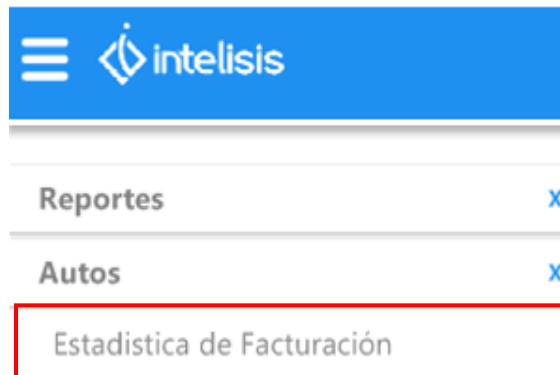 intelisis
Reportes x
Autos x
Estadistica de Facturación